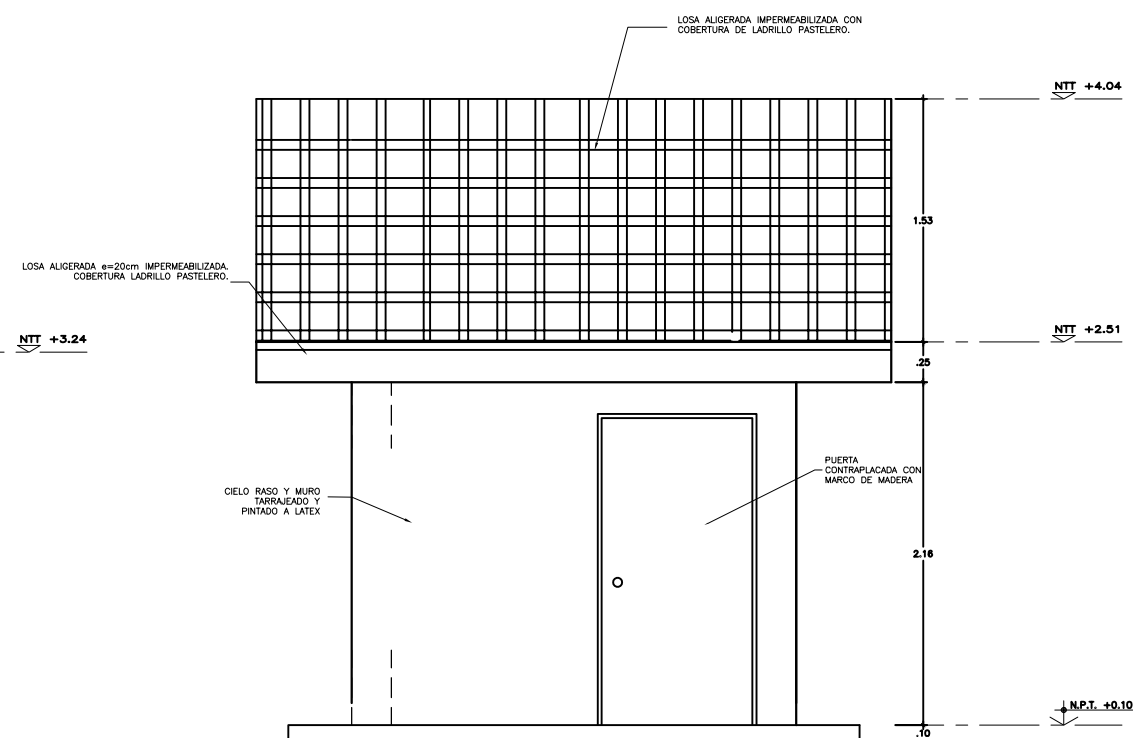 LOSA ALIGERADA IMPERMEABILIZADA CON
COBERTURA DE LADRILLO PASTELERO.
NTT +4.04
1.53
LOSA ALIGERADA e=20cm IMPERMEABILIZADA.
COBERTURA LADRILLO PASTELERO.
NTT +3.24
NTT +2.51
.25
PUERTA
CONTRAPLACADA CON
MARCO DE MADERA
CIELO RASO Y MURO
TARRAJEADO Y
PINTADO A LATEX
2.16
N.P.T. +0.10
.10